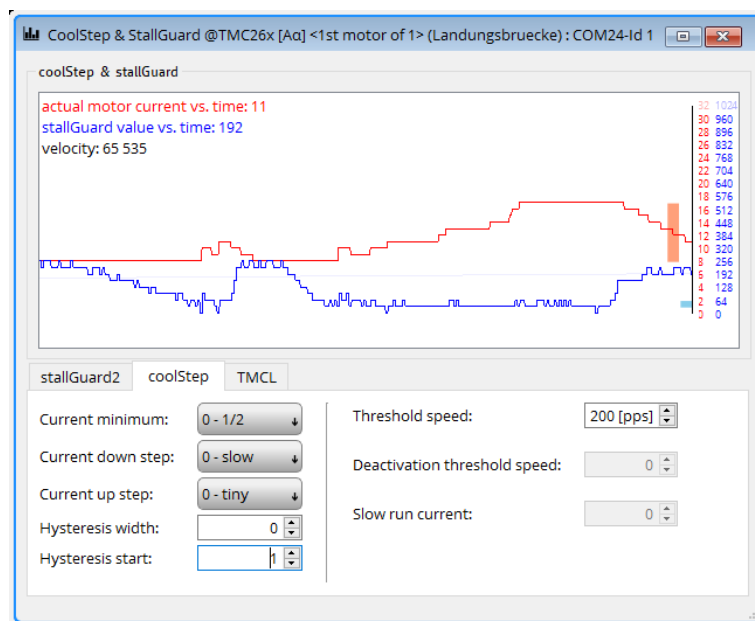 CoolStep & StallGuard @TMC26x [Aα] <1st motor of 1> (Landungsbruecke) : COM24-Id 1
coolStep & stallGuard
actual motor current vs. time: 11
stallGuard value vs. time: 192
velocity: 65 535
32 1024
30 960
28 896
26 832
24 768
22 704
20 640
18 576
16 512
14 448
12 384
10 320
8 256
6 192
4 128
2 64
0 0
stallGuard2 coolStep TMCL
Current minimum: 0 - 1/2
Threshold speed: 200 [pps]
Current down step: 0 - slow
Deactivation threshold speed: 0
Current up step: 0 - tiny
Slow run current: 0
Hysteresis width: 0
Hysteresis start: 1